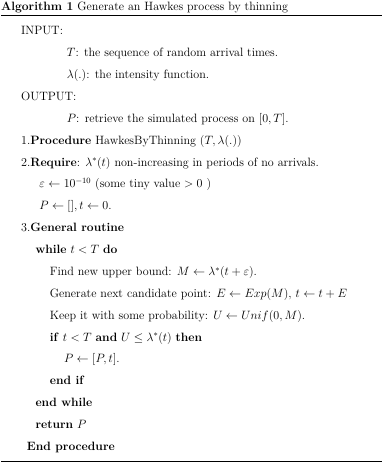 Algorithm 1 Generate an Hawkes process by thinning
INPUT:
T: the sequence of random arrival times.
λ(.): the intensity function.
OUTPUT:
P: retrieve the simulated process on [0, T].
1.Procedure HawkesByThinning (T, λ(.))
2.Require: λ*(t) non-increasing in periods of no arrivals.
ε ← 10⁻¹⁰ (some tiny value > 0 )
P ← [], t ← 0.
3.General routine
while t < T do
Find new upper bound: M ← λ*(t + ε).
Generate next candidate point: E ← Exp(M), t ← t + E
Keep it with some probability: U ← Unif(0, M).
if t < T and U ≤ λ*(t) then
P ← [P, t].
end if
end while
return P
End procedure